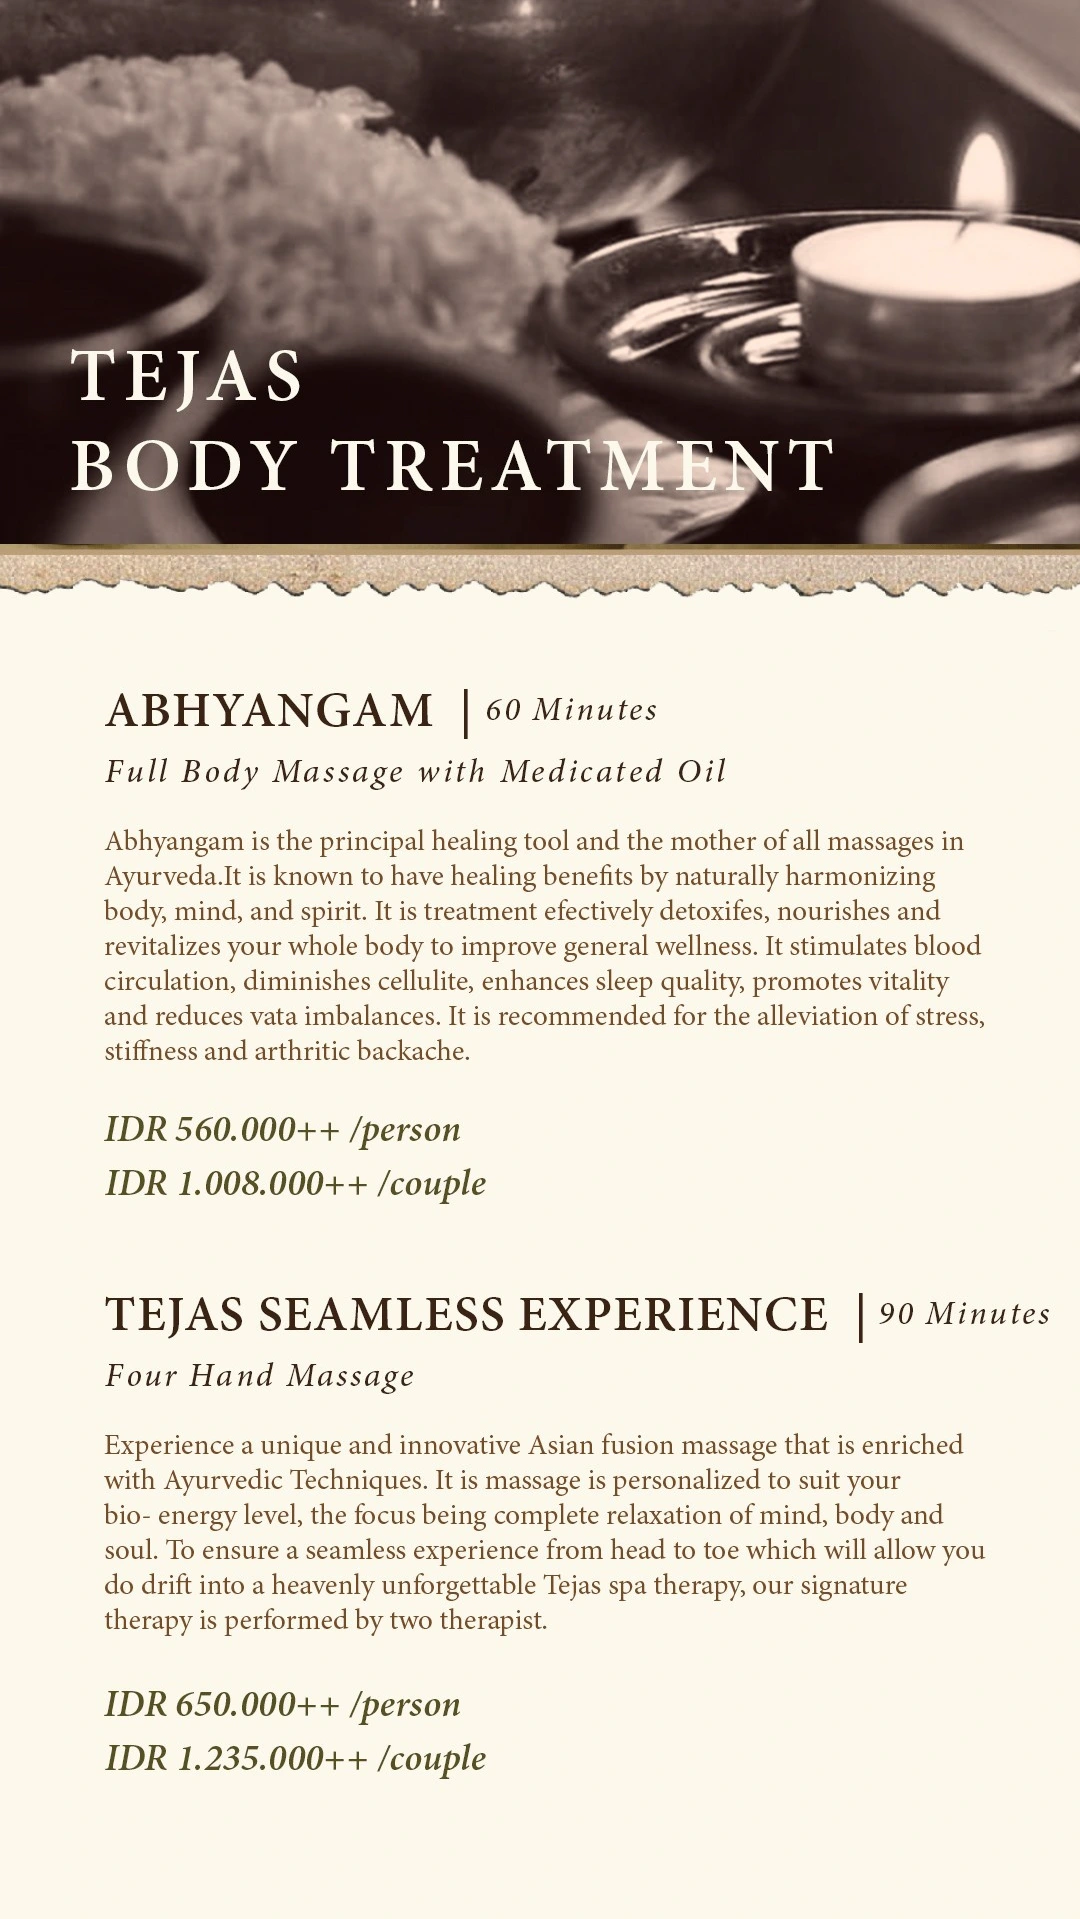 TEJAS
BODY TREATMENT
ABHYANGAM | 60 Minutes
Full Body Massage with Medicated Oil
Abhyangam is the principal healing tool and the mother of all massages in
Ayurveda.It is known to have healing benefits by naturally harmonizing
body, mind, and spirit. It is treatment efectively detoxifes, nourishes and
revitalizes your whole body to improve general wellness. It stimulates blood
circulation, diminishes cellulite, enhances sleep quality, promotes vitality
and reduces vata imbalances. It is recommended for the alleviation of stress,
stiffness and arthritic backache.
IDR 560.000++ /person
IDR 1.008.000++ /couple
TEJAS SEAMLESS EXPERIENCE | 90 Minutes
Four Hand Massage
Experience a unique and innovative Asian fusion massage that is enriched
with Ayurvedic Techniques. It is massage is personalized to suit your
bio- energy level, the focus being complete relaxation of mind, body and
soul. To ensure a seamless experience from head to toe which will allow you
do drift into a heavenly unforgettable Tejas spa therapy, our signature
therapy is performed by two therapist.
IDR 650.000++ /person
IDR 1.235.000++ /couple